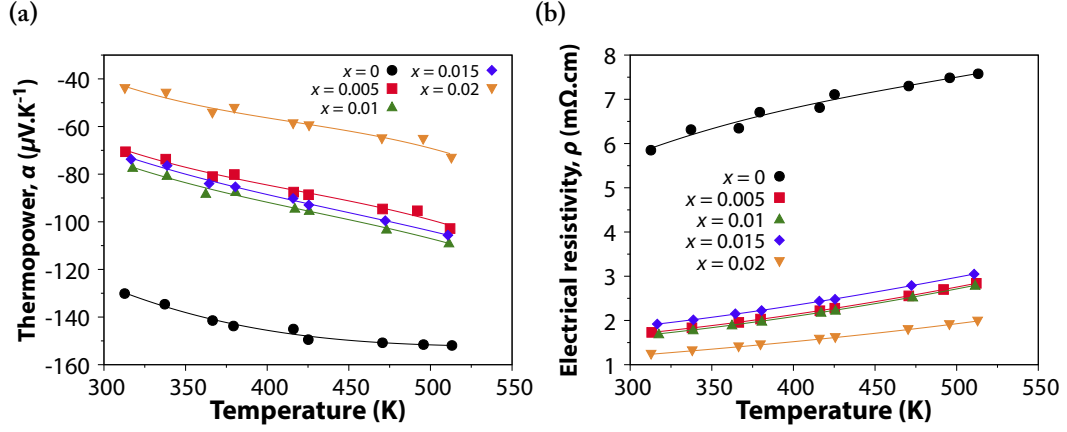 (a)
Thermopower, α (μV.K⁻¹)
-40
-60
-80
-100
-120
-140
-160
x = 0
x = 0.005
x = 0.01
x = 0.015
x = 0.02
300
350
400
450
500
550
Temperature (K)
(b)
Electrical resistivity, ρ (mΩ.cm)
8
7
6
5
4
3
2
1
x = 0
x = 0.005
x = 0.01
x = 0.015
x = 0.02
300
350
400
450
500
550
Temperature (K)